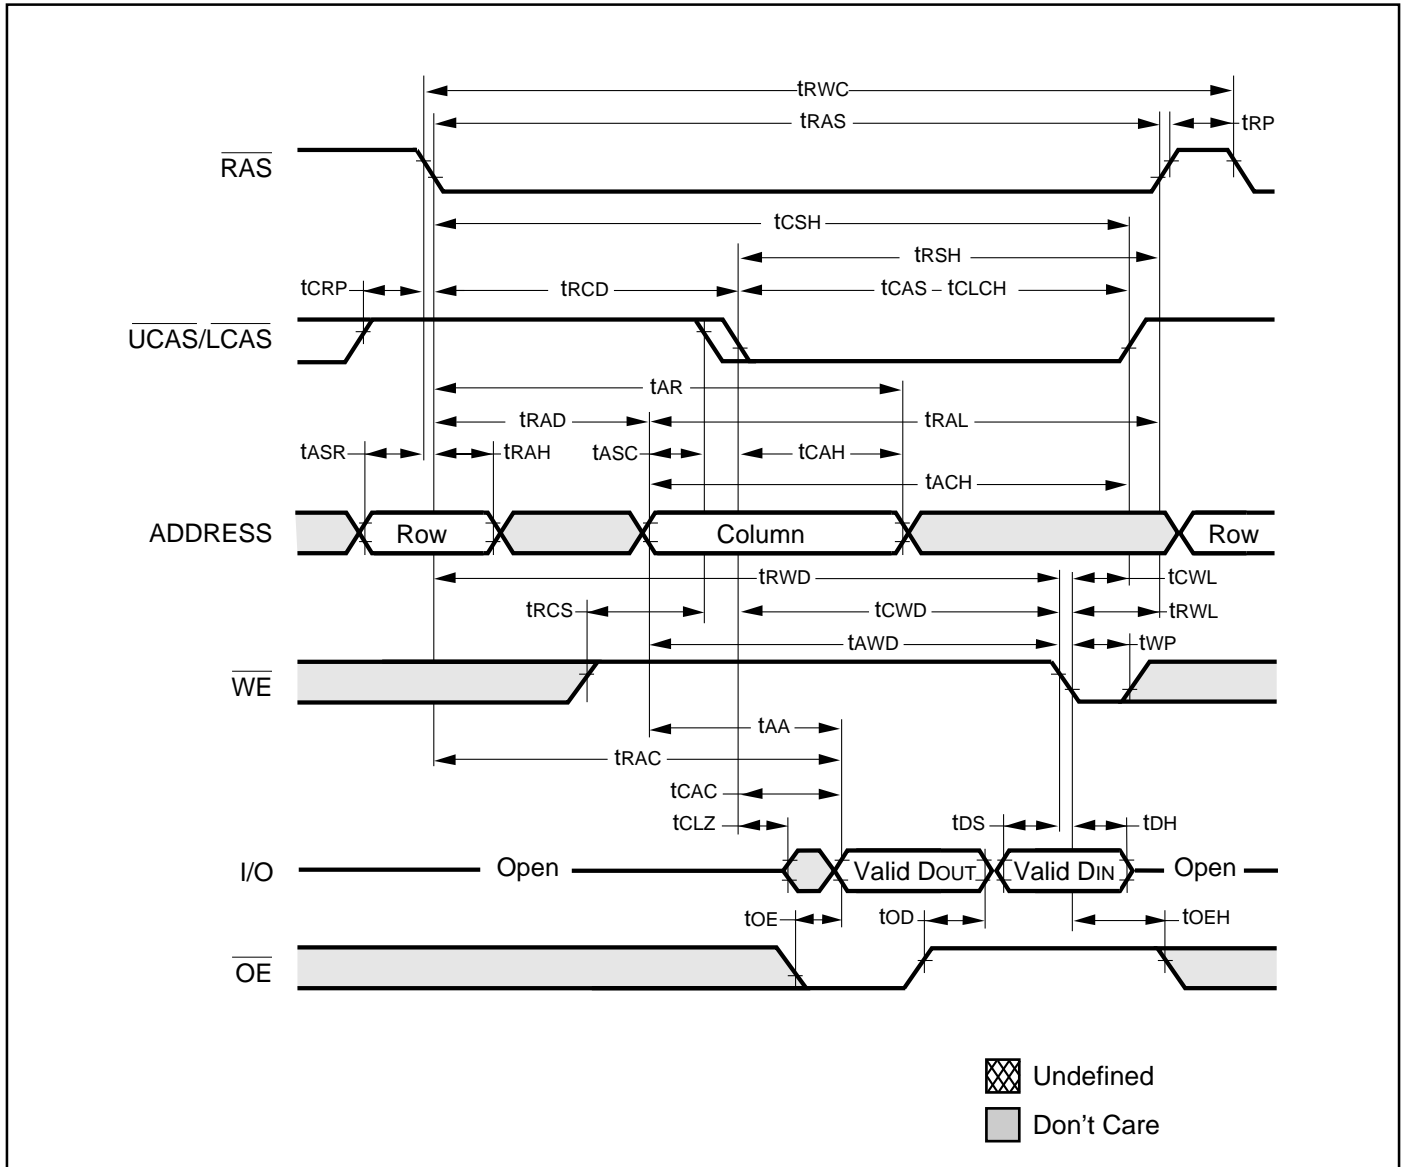 tRWC
tRAS
tRP
RAS
tCSH
tRSH
tCRP
tRCD
tCAS – tCLCH
UCAS/LCAS
tAR
tRAD
tRAL
tASR
tRAH
tASC
tCAH
tACH
ADDRESS
Row
Column
Row
tRWD
tCWL
tRCS
tCWD
tRWL
tAWD
tWP
WE
tAA
tRAC
tCAC
tCLZ
tDS
tDH
I/O
Open
Valid DOUT
Valid DIN
Open
tOE
tOD
tOEH
OE
Undefined
Don't Care